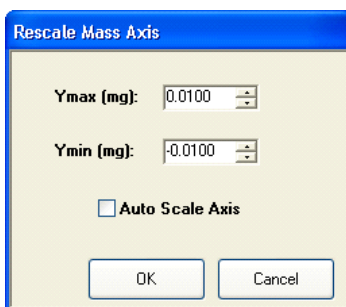 Rescale Mass Axis
Ymax (mg): 0.0100
Ymin (mg): -0.0100
Auto Scale Axis
OK Cancel